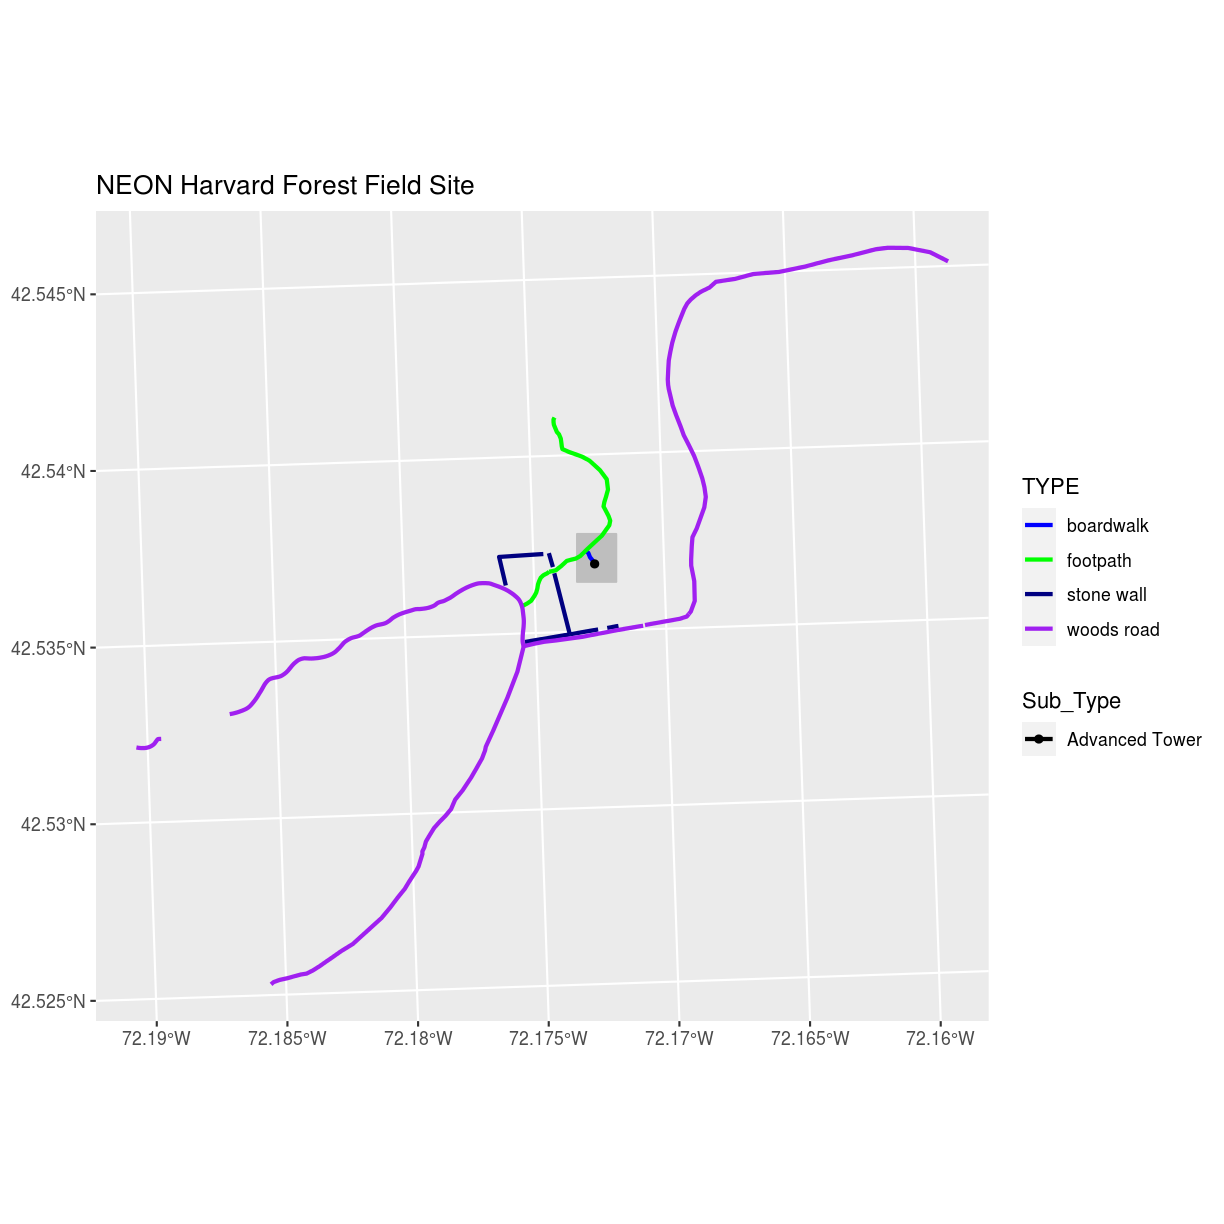 NEON Harvard Forest Field Site
42.545°N
42.54°N
42.535°N
42.53°N
42.525°N
72.19°W 72.185°W 72.18°W 72.175°W 72.17°W 72.165°W 72.16°W
TYPE
boardwalk
footpath
stone wall
woods road
Sub_Type
Advanced Tower